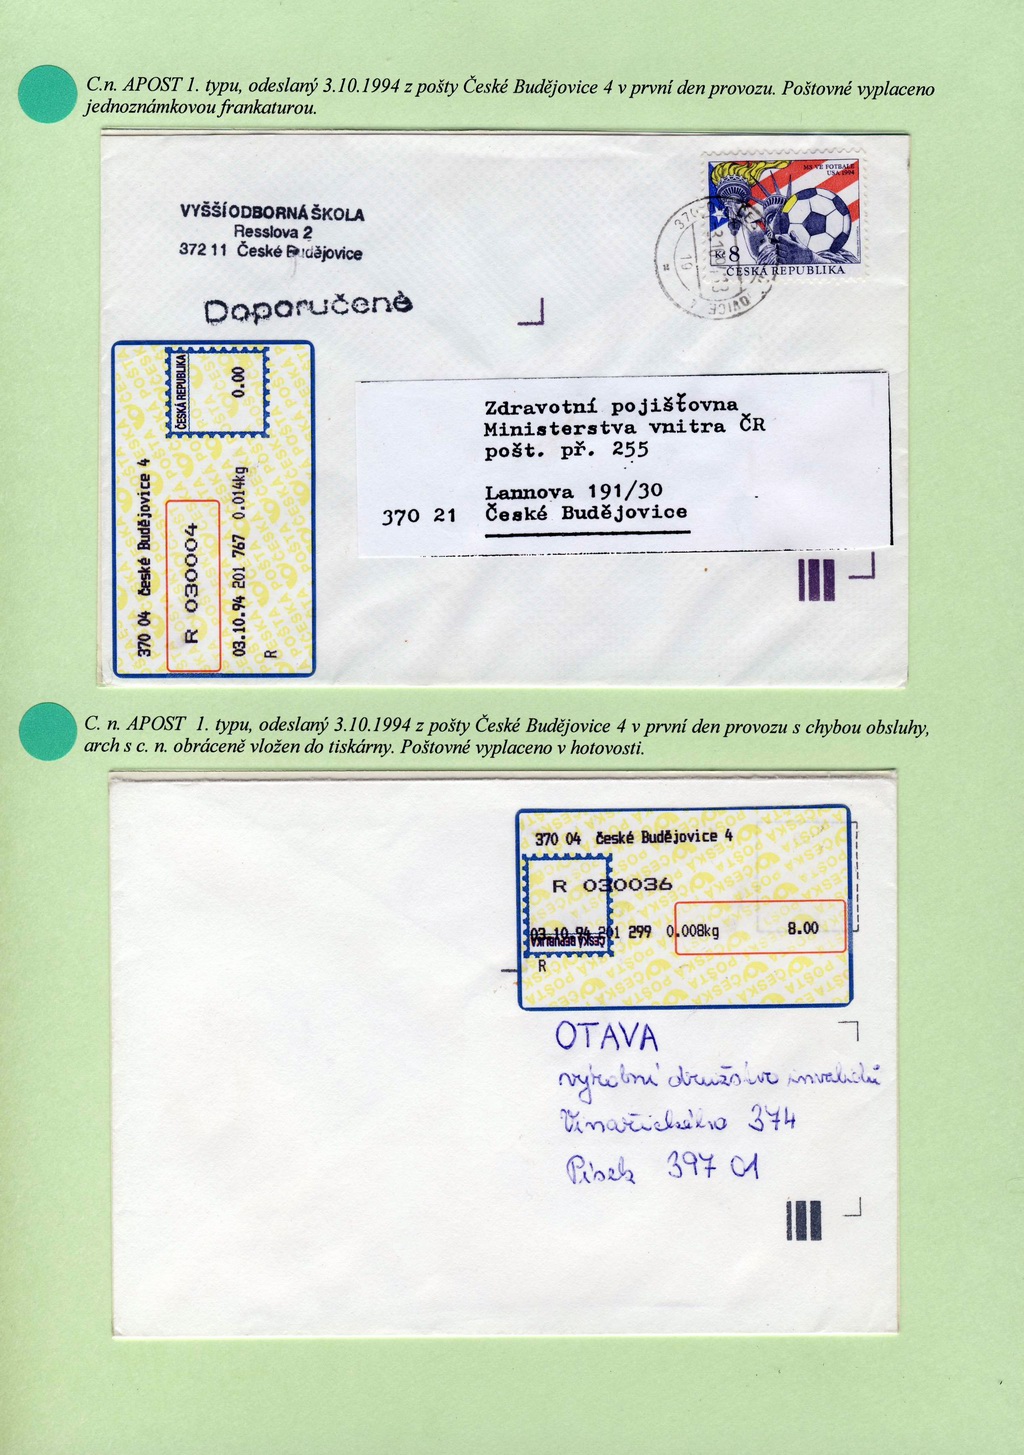 C.n. APOST 1. typu, odeslaný 3.10.1994 z pošty České Budějovice 4 v první den provozu. Poštovné vyplaceno
jednoznámkovou frankaturou.
VYŠŠÍ ODBORNÁ ŠKOLA
Resslova 2
372 11 České Budějovice
Doporučeně
MS VE FOTBALE
USA 1994
Kč 8
ČESKÁ REPUBLIKA
ČESKÁ REPUBLIKA
0.00
370 04 České Budějovice 4
R 030004
03.10.94 201 767 0.014kg
R
Zdravotní pojišťovna
Ministerstva vnitra ČR
pošt. př. 255
Lannova 191/30
370 21 České Budějovice
C. n. APOST 1. typu, odeslaný 3.10.1994 z pošty České Budějovice 4 v první den provozu s chybou obsluhy,
arch s c. n. obráceně vložen do tiskárny. Poštovné vyplaceno v hotovosti.
370 04 České Budějovice 4
R 030036
03.10.94 201 299 0.008kg 8.00
ČESKÁ REPUBLIKA
R
OTAVA
výrobní družstvo invalidů
Vinařického 374
Písek 397 01